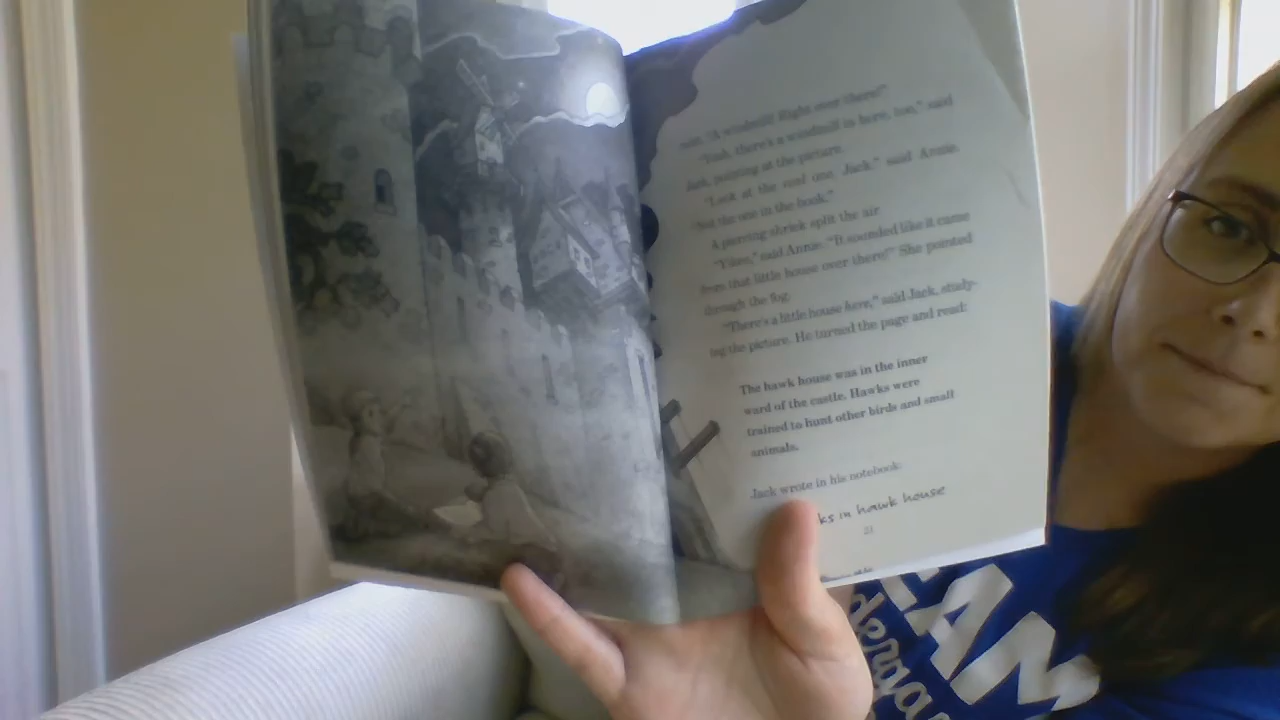 "A windmill! Right over there!"
"Yeah, there's a windmill in here, too," said
Jack, pointing at the picture.
"Look at the real one, Jack," said Annie.
"Not the one in the book."
A piercing shriek split the air.
"Yikes," said Annie. "It sounded like it came
from that little house over there!" She pointed
through the fog.
"There's a little house here," said Jack, study-
ing the picture. He turned the page and read:
The hawk house was in the inner
ward of the castle. Hawks were
trained to hunt other birds and small
animals.
Jack wrote in his notebook:
ks in hawk house
21
EAM
dergar